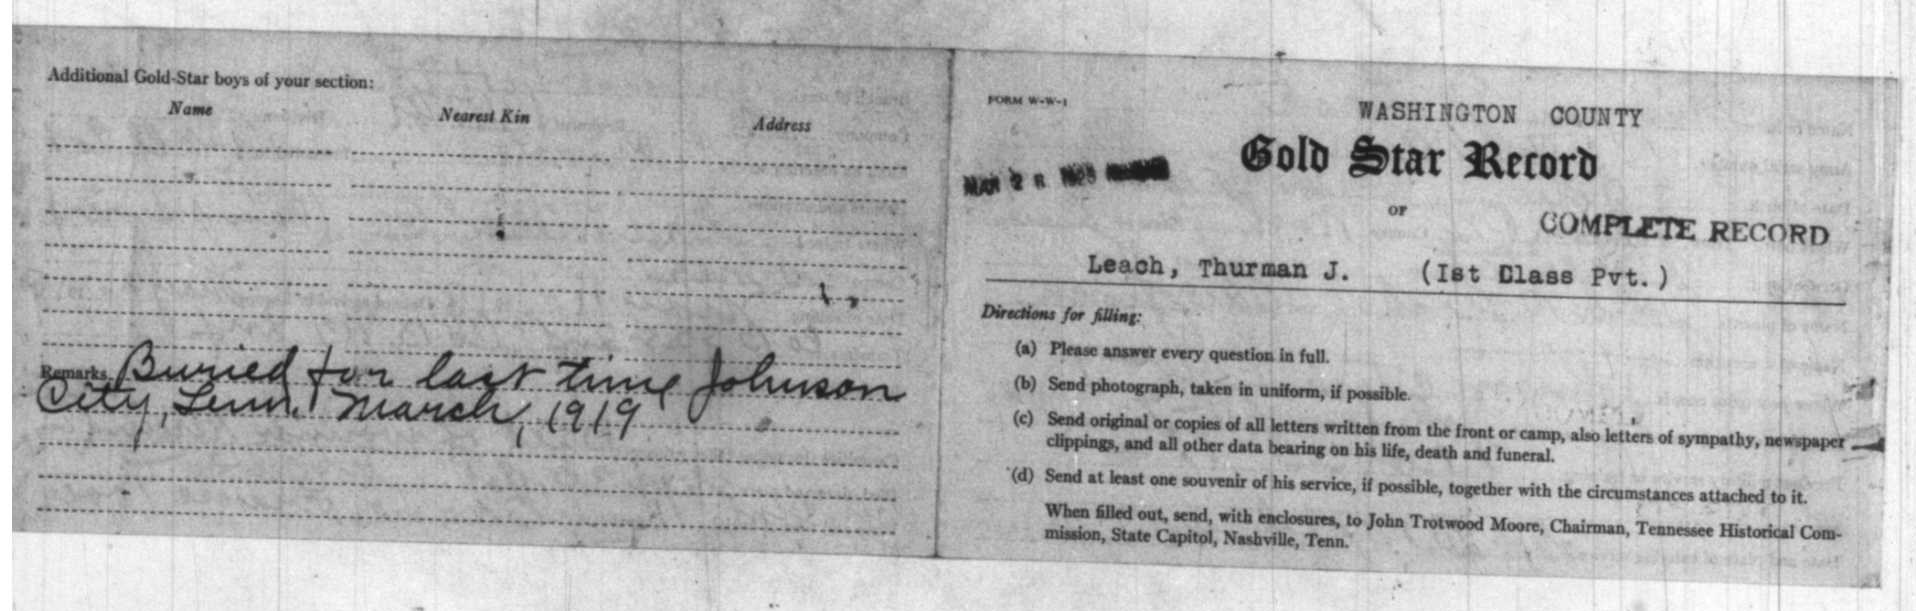 Additional Gold-Star boys of your section:
Name Nearest Kin Address
Remarks Buried for last time Johnson
City, Tenn. March, 1919
FORM W-W-1
WASHINGTON COUNTY
Gold Star Record
MAR 2 1925
of
COMPLETE RECORD
Leach, Thurman J. (Ist Class Pvt.)
Directions for filling:
(a) Please answer every question in full.
(b) Send photograph, taken in uniform, if possible.
(c) Send original or copies of all letters written from the front or camp, also letters of sympathy, newspaper
clippings, and all other data bearing on his life, death and funeral.
(d) Send at least one souvenir of his service, if possible, together with the circumstances attached to it.
When filled out, send, with enclosures, to John Trotwood Moore, Chairman, Tennessee Historical Com-
mission, State Capitol, Nashville, Tenn.